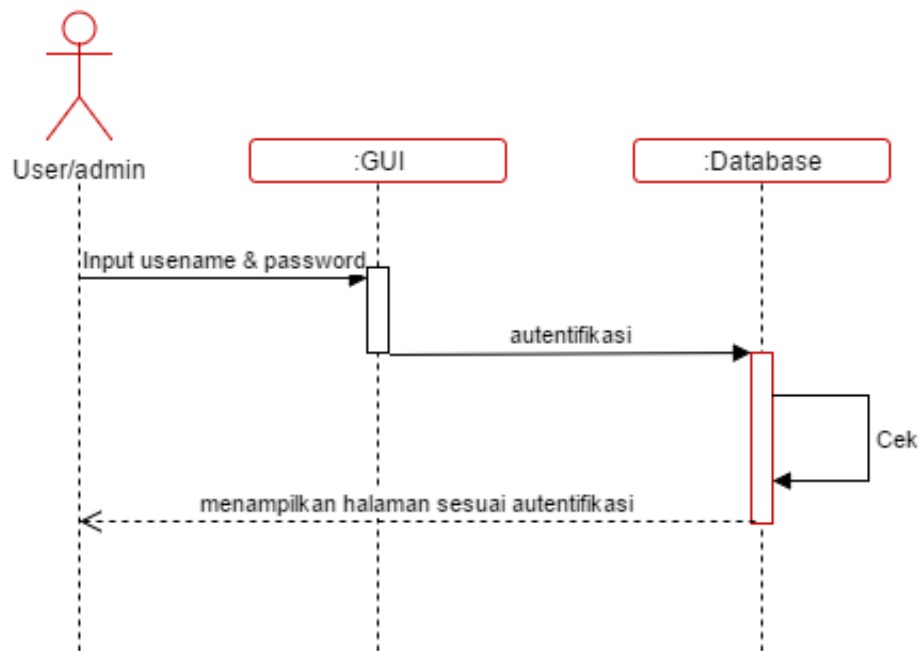 User/admin
:GUI
:Database
Input usename & password
autentifikasi
Cek
menampilkan halaman sesuai autentifikasi